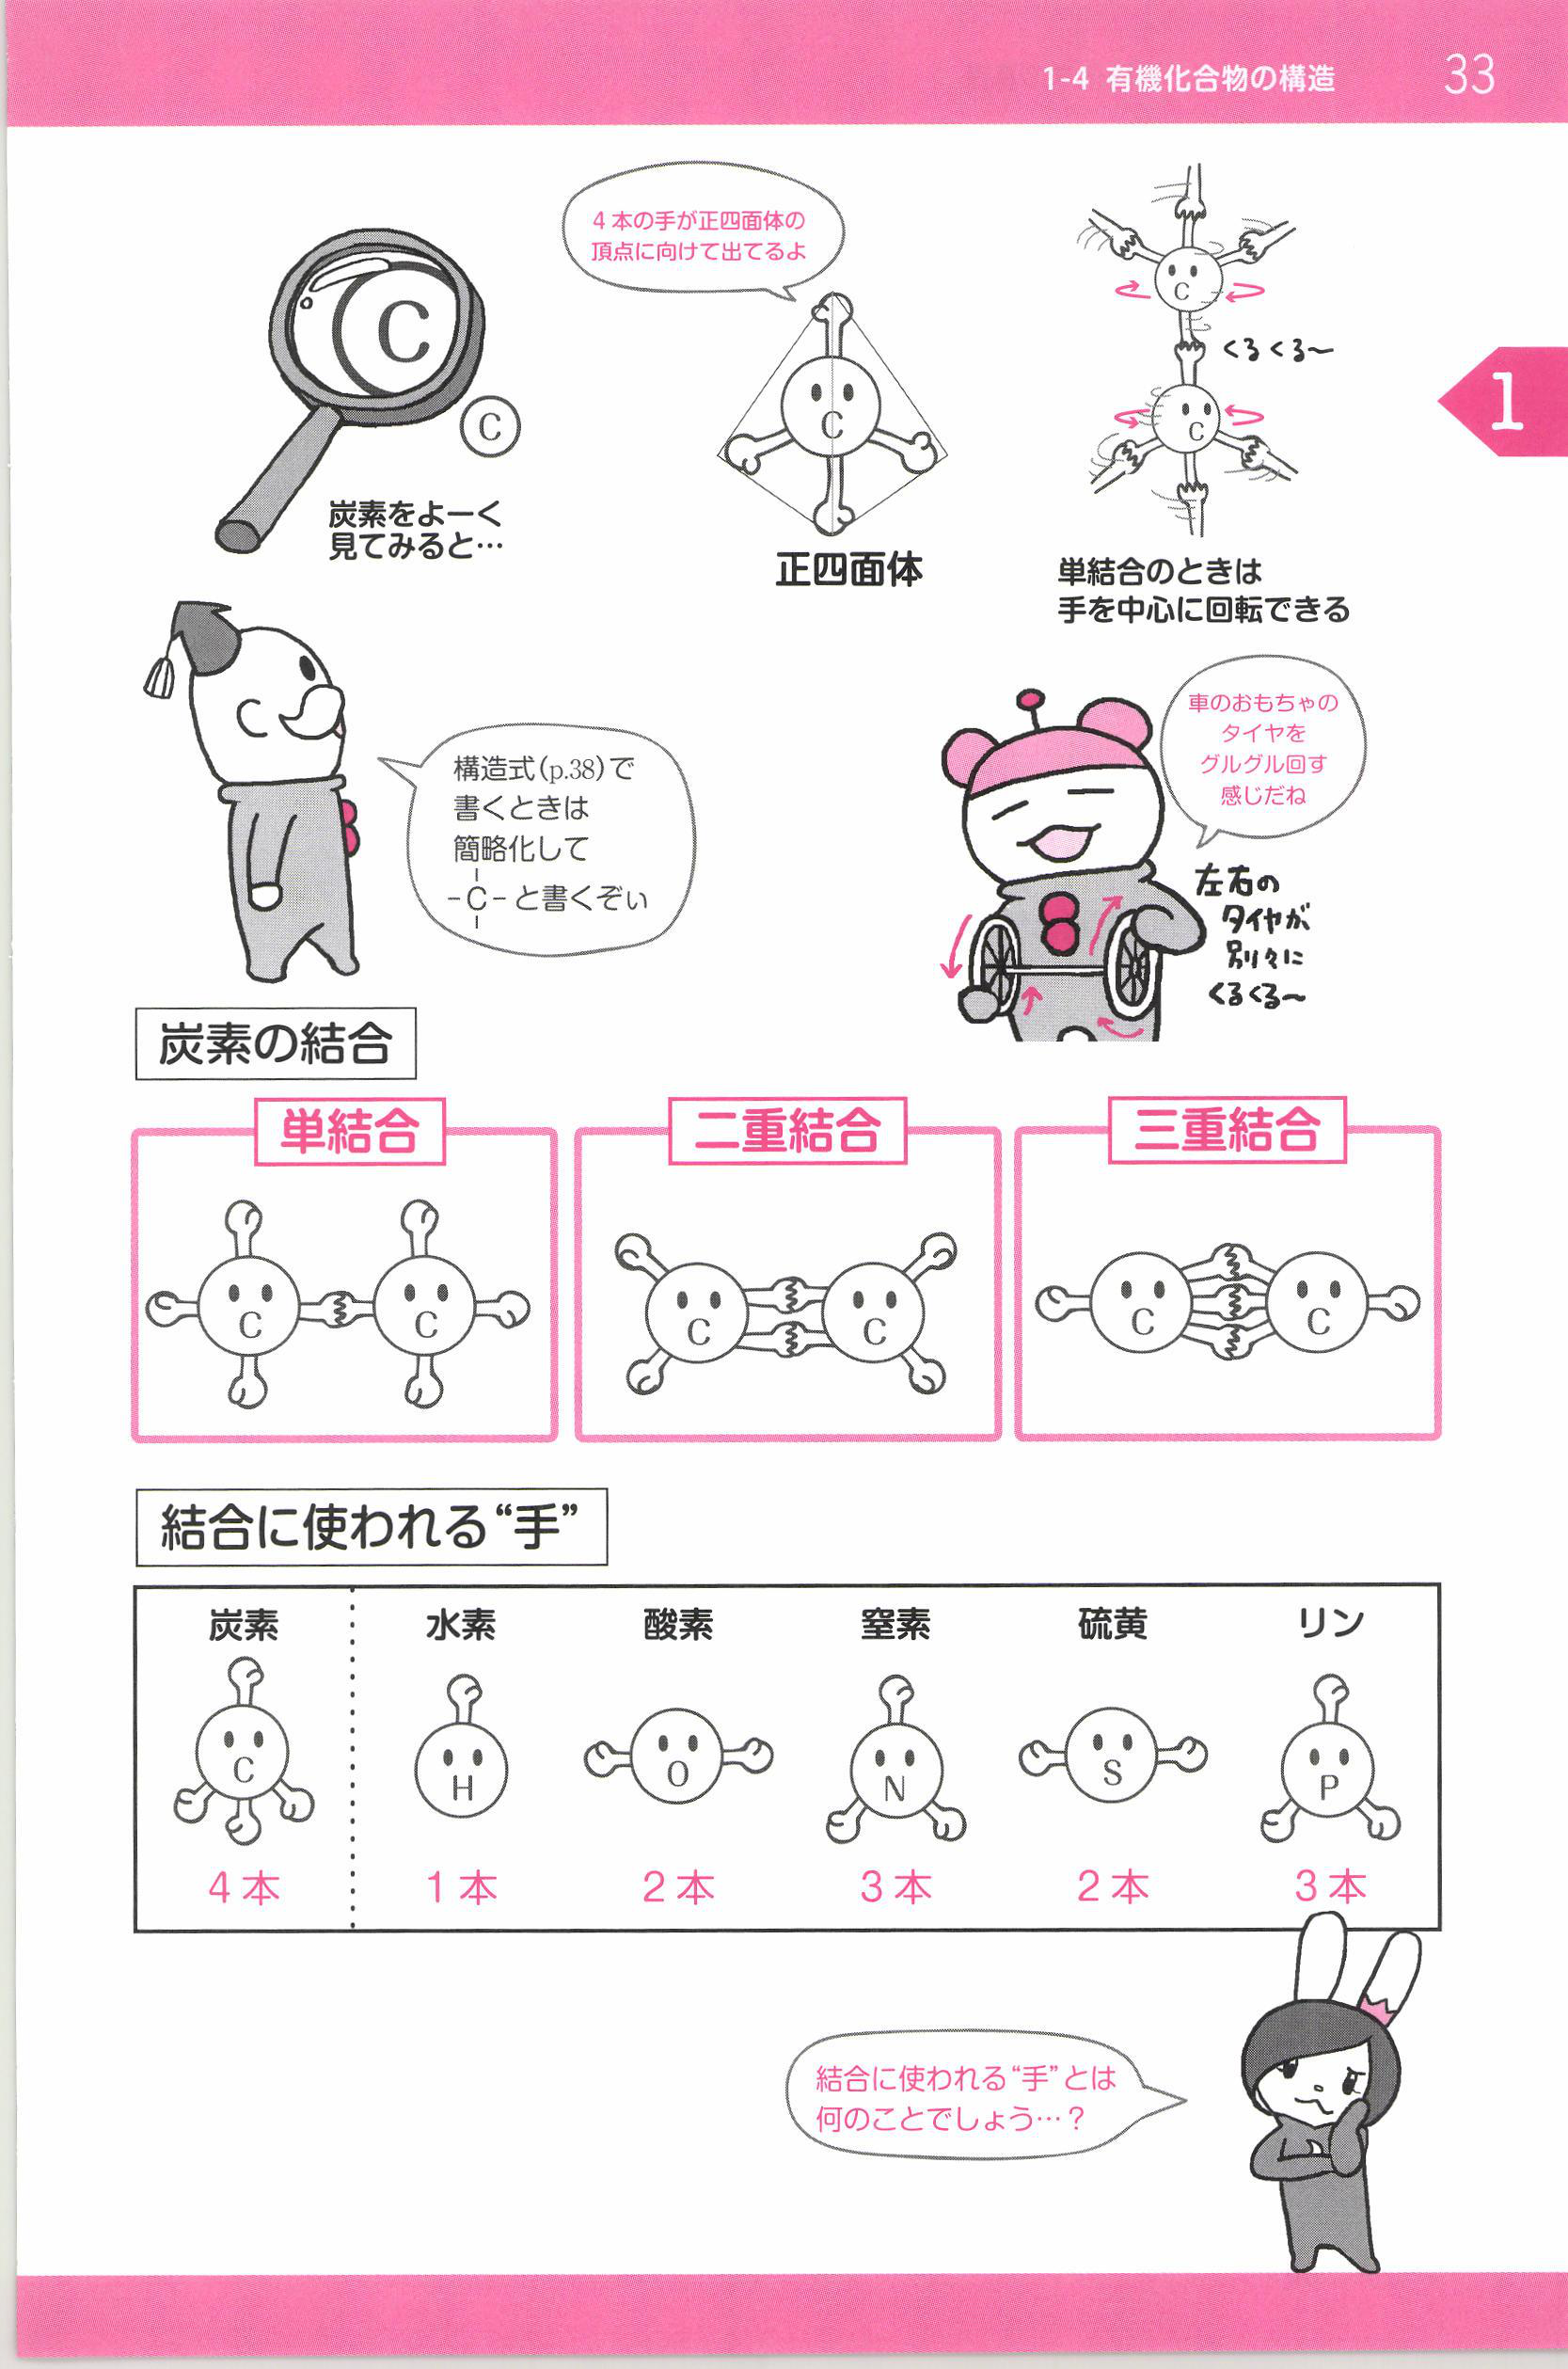 1-4 有機化合物の構造 33
4本の手が正四面体の
頂点に向けて出てるよ
C
C
炭素をよーく
見てみると…
C
正四面体
C
くるくる〜
C
単結合のときは
手を中心に回転できる
1
構造式(p.38)で
書くときは
簡略化して
-C-と書くぞぃ
車のおもちゃの
タイヤを
グルグル回す
感じだね
左右の
タイヤが
別々に
くるくる〜
炭素の結合
単結合
C C
二重結合
C C
三重結合
C C
結合に使われる“手”
炭素 水素 酸素 窒素 硫黄 リン
C H O N S P
4本 1本 2本 3本 2本 3本
結合に使われる“手”とは
何のことでしょう…?